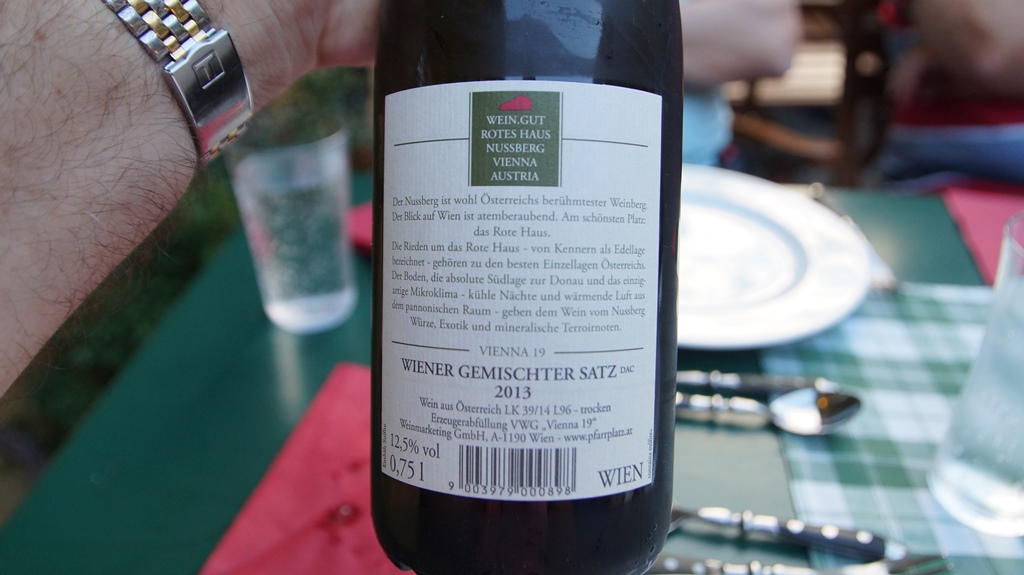 WEIN.GUT
ROTES HAUS
NUSSBERG
VIENNA
AUSTRIA
Der Nussberg ist wohl Österreichs berühmtester Weinberg.
Der Blick auf Wien ist atemberaubend. Am schönsten Platz:
das Rote Haus.
Die Rieden um das Rote Haus - von Kennern als Edellage
bezeichnet - gehören zu den besten Einzellagen Österreichs.
Der Boden, die absolute Südlage zur Donau und das einzig-
artige Mikroklima - kühle Nächte und wärmende Luft aus
dem pannonischen Raum - geben dem Wein vom Nussberg
Würze, Exotik und mineralische Terroirnoten.
VIENNA 19
WIENER GEMISCHTER SATZ DAC
2013
Wein aus Österreich LK 39/14 L96 - trocken
Erzeugerabfüllung VWG „Vienna 19"
Weinmarketing GmbH, A-1190 Wien - www.pfarrplatz.at
12,5% vol
0,75 l
9 003979 000898
WIEN